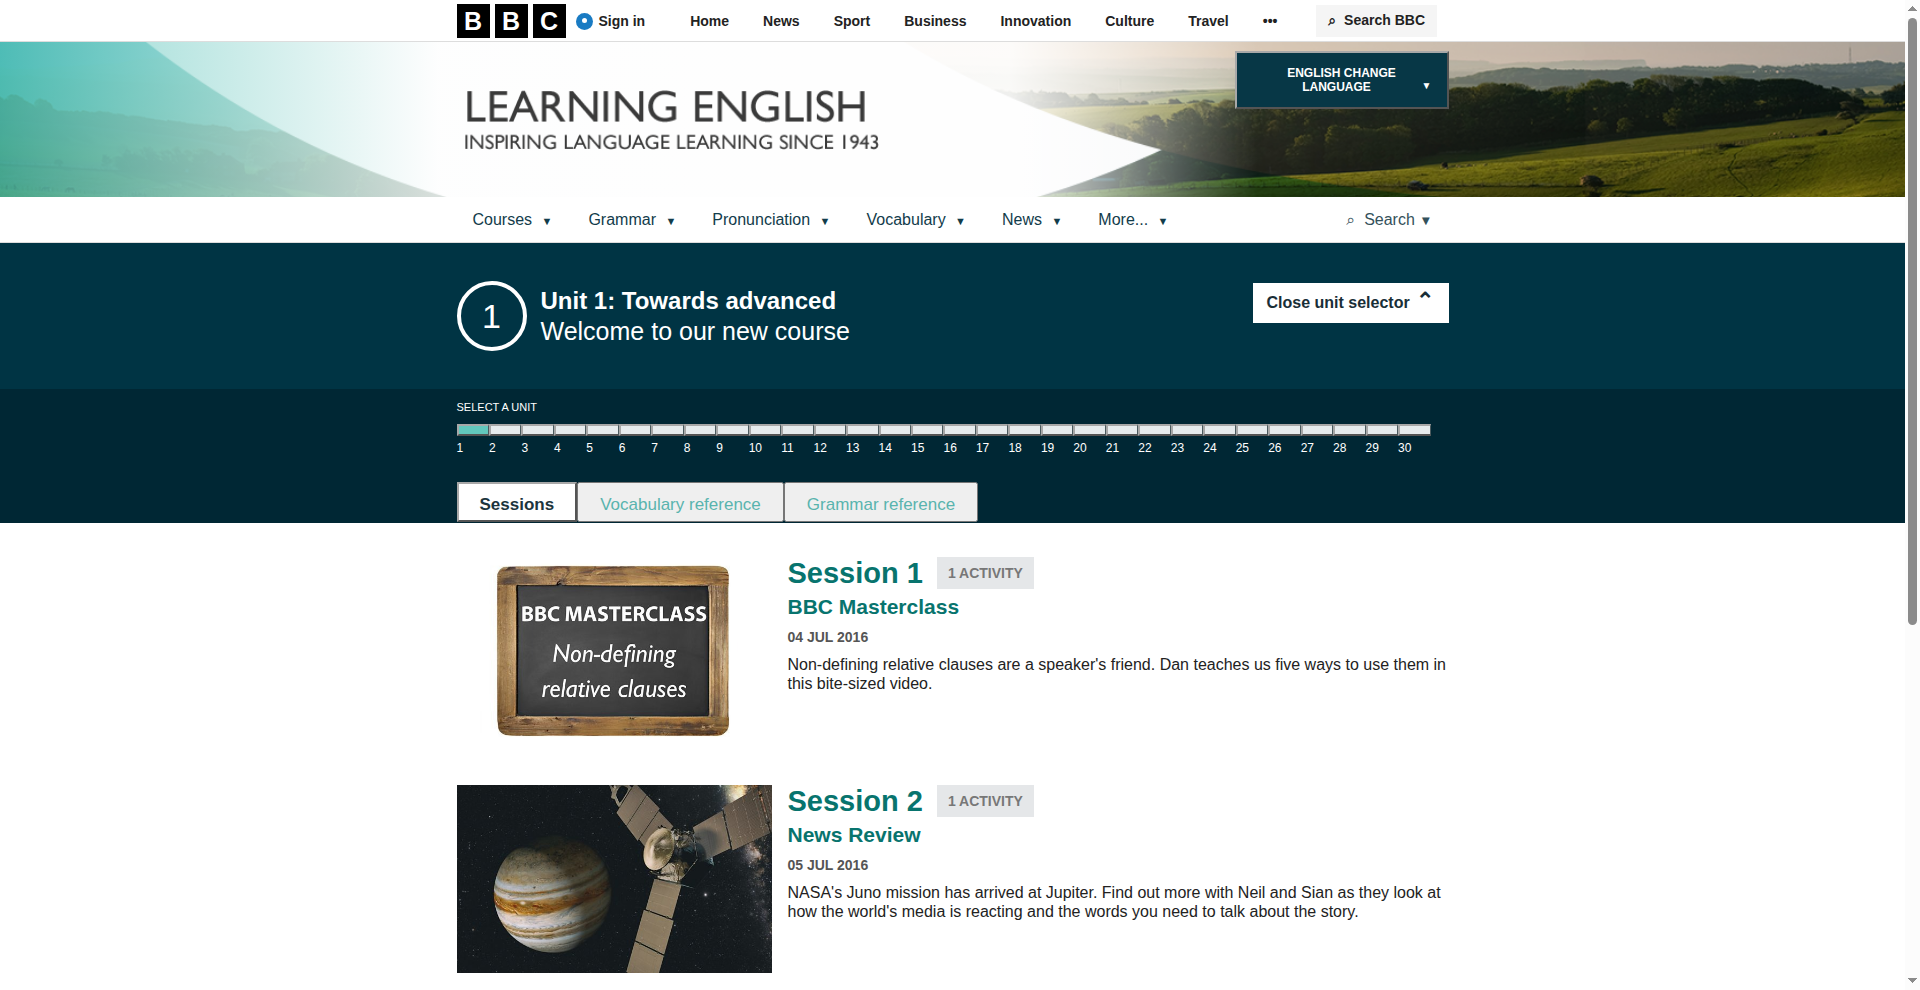 BBC Sign in Home News Sport Business Innovation Culture Travel ••• Search BBC
ENGLISH CHANGE
LANGUAGE
LEARNING ENGLISH
INSPIRING LANGUAGE LEARNING SINCE 1943
Courses Grammar Pronunciation Vocabulary News More... Search
1
Unit 1: Towards advanced
Welcome to our new course
Close unit selector
SELECT A UNIT
1 2 3 4 5 6 7 8 9 10 11 12 13 14 15 16 17 18 19 20 21 22 23 24 25 26 27 28 29 30
Sessions Vocabulary reference Grammar reference
BBC MASTERCLASS
Non-defining
relative clauses
Session 1 1 ACTIVITY
BBC Masterclass
04 JUL 2016
Non-defining relative clauses are a speaker's friend. Dan teaches us five ways to use them in
this bite-sized video.
Session 2 1 ACTIVITY
News Review
05 JUL 2016
NASA's Juno mission has arrived at Jupiter. Find out more with Neil and Sian as they look at
how the world's media is reacting and the words you need to talk about the story.